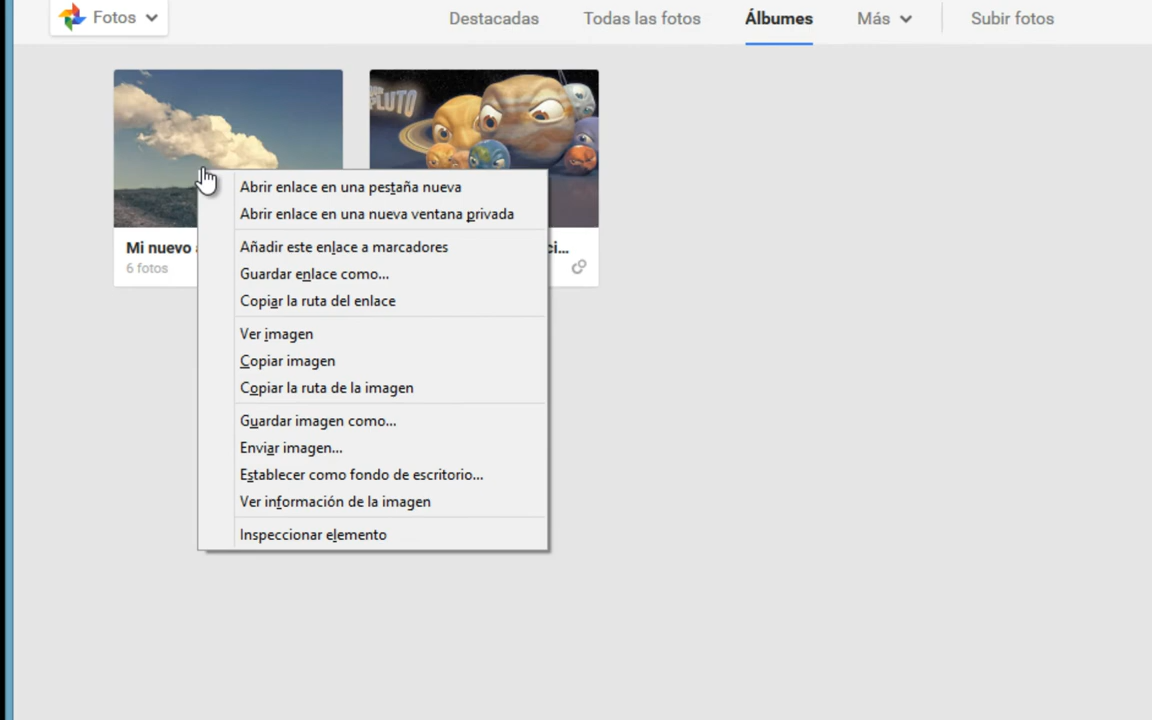 Fotos
Destacadas
Todas las fotos
Álbumes
Más
Subir fotos
PLUTO
Mi nuevo
6 fotos
ci...
Abrir enlace en una pestaña nueva
Abrir enlace en una nueva ventana privada
Añadir este enlace a marcadores
Guardar enlace como...
Copiar la ruta del enlace
Ver imagen
Copiar imagen
Copiar la ruta de la imagen
Guardar imagen como...
Enviar imagen...
Establecer como fondo de escritorio...
Ver información de la imagen
Inspeccionar elemento